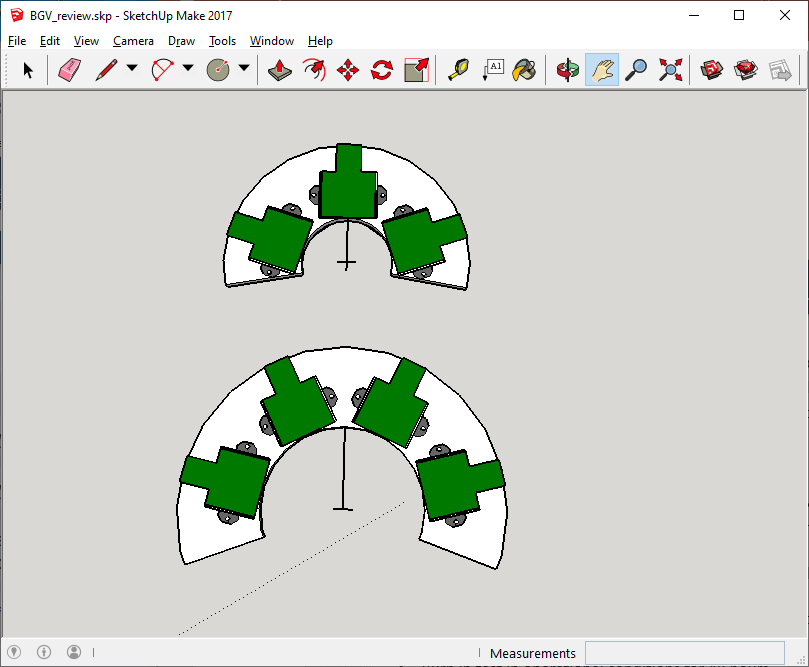 BGV_review.skp - SketchUp Make 2017
File Edit View Camera Draw Tools Window Help
A1
Measurements